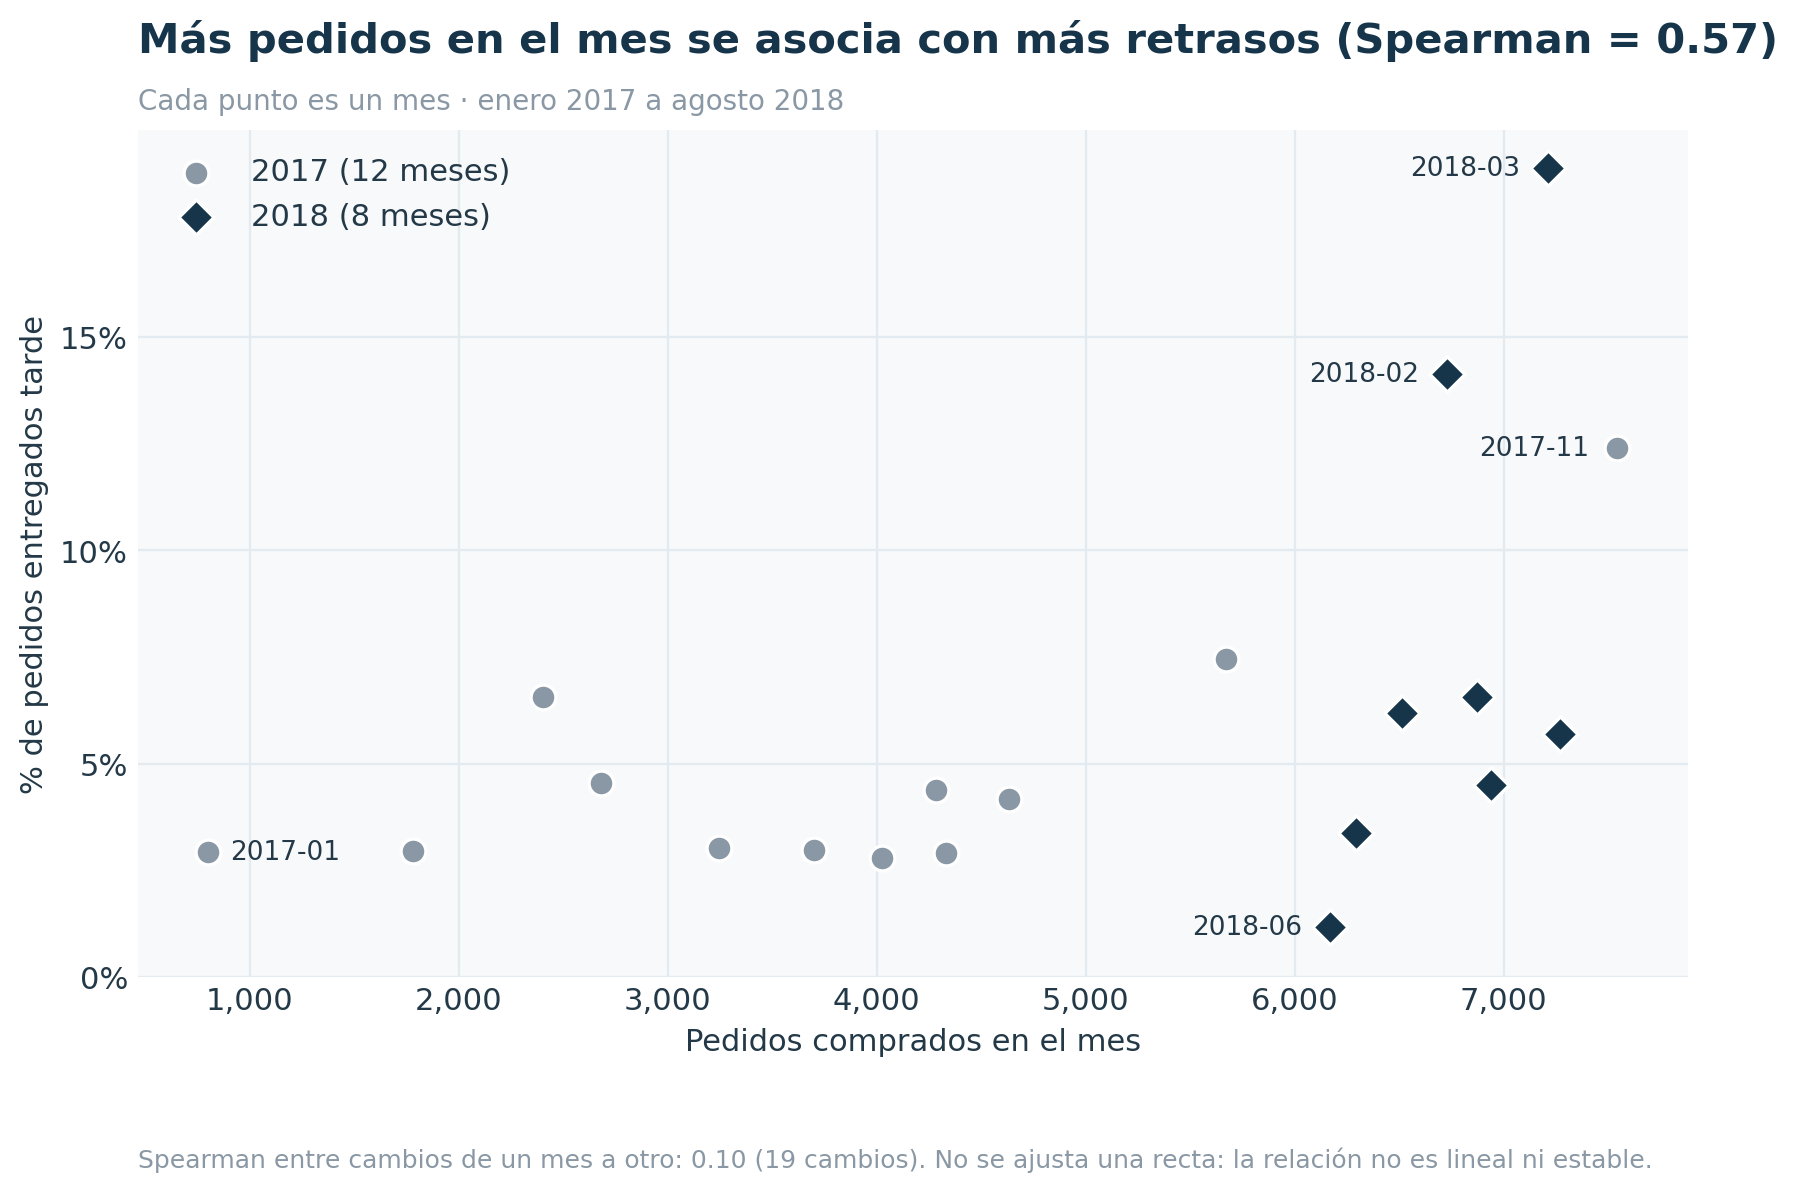 Más pedidos en el mes se asocia con más retrasos (Spearman = 0.57)
Cada punto es un mes · enero 2017 a agosto 2018
2017 (12 meses)
2018 (8 meses)
2018-03
2018-02
2017-11
2017-01
2018-06
% de pedidos entregados tarde
15%
10%
5%
0%
1,000
2,000
3,000
4,000
5,000
6,000
7,000
Pedidos comprados en el mes
Spearman entre cambios de un mes a otro: 0.10 (19 cambios). No se ajusta una recta: la relación no es lineal ni estable.